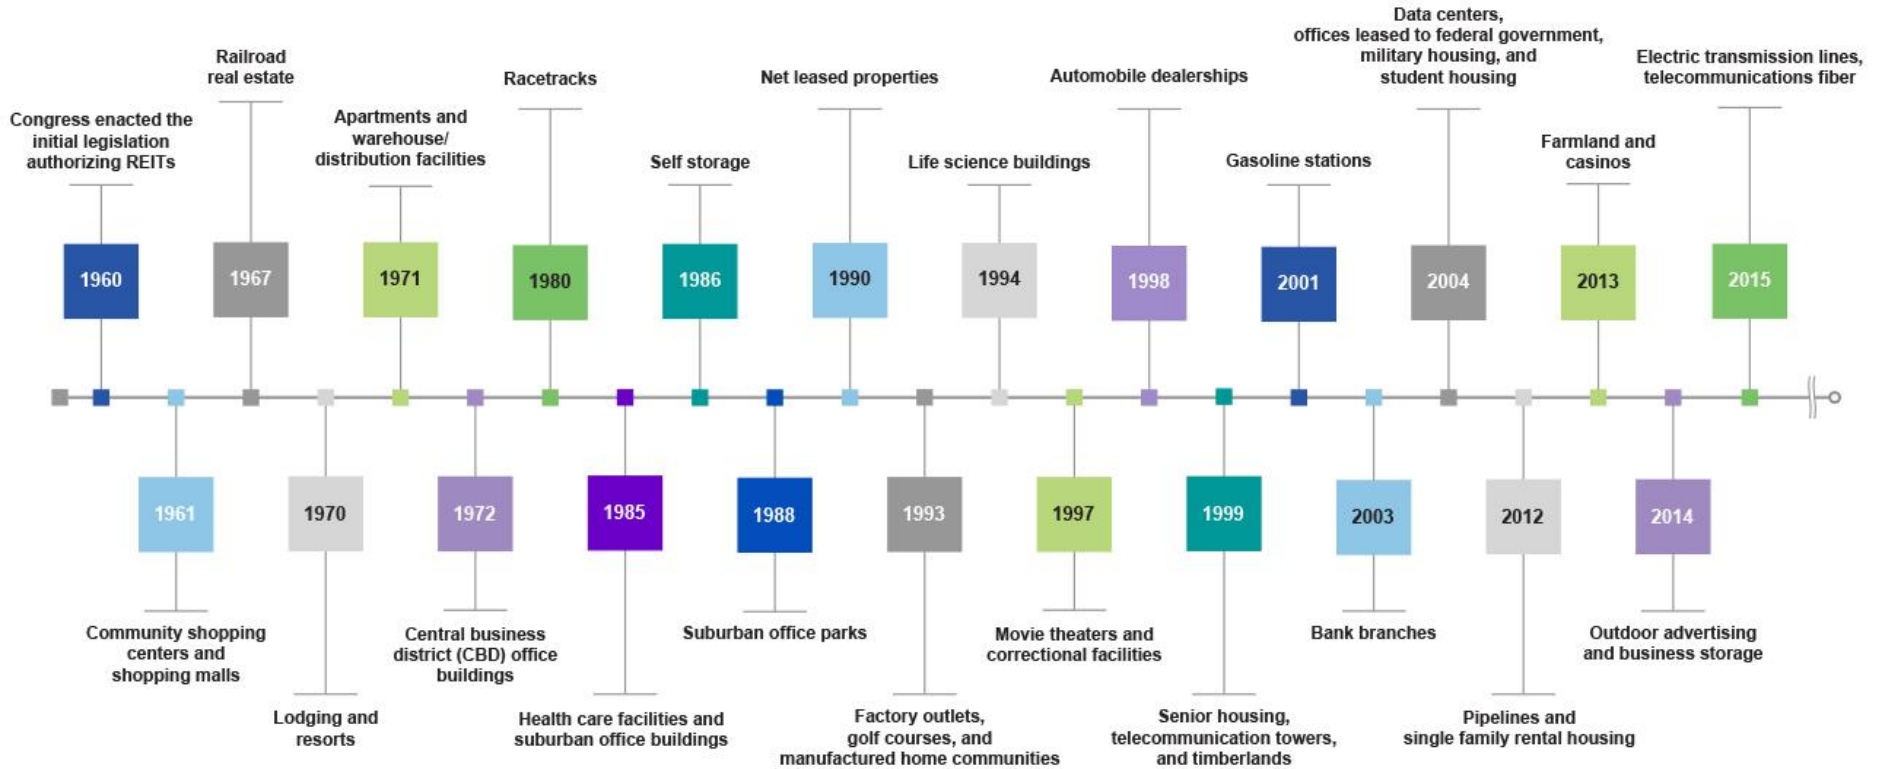 Congress enacted the
initial legislation
authorizing REITs
1960
Railroad
real estate
1967
Apartments and
warehouse/
distribution facilities
1971
Racetracks
1980
Self storage
1986
Net leased properties
1990
Life science buildings
1994
Automobile dealerships
1998
Gasoline stations
2001
Data centers,
offices leased to federal government,
military housing, and
student housing
2004
Farmland and
casinos
2013
Electric transmission lines,
telecommunications fiber
2015
1961
Community shopping
centers and
shopping malls
1970
Lodging and
resorts
1972
Central business
district (CBD) office
buildings
1985
Health care facilities and
suburban office buildings
1988
Suburban office parks
1993
Factory outlets,
golf courses, and
manufactured home communities
1997
Movie theaters and
correctional facilities
1999
Senior housing,
telecommunication towers,
and timberlands
2003
Bank branches
2012
Pipelines and
single family rental housing
2014
Outdoor advertising
and business storage